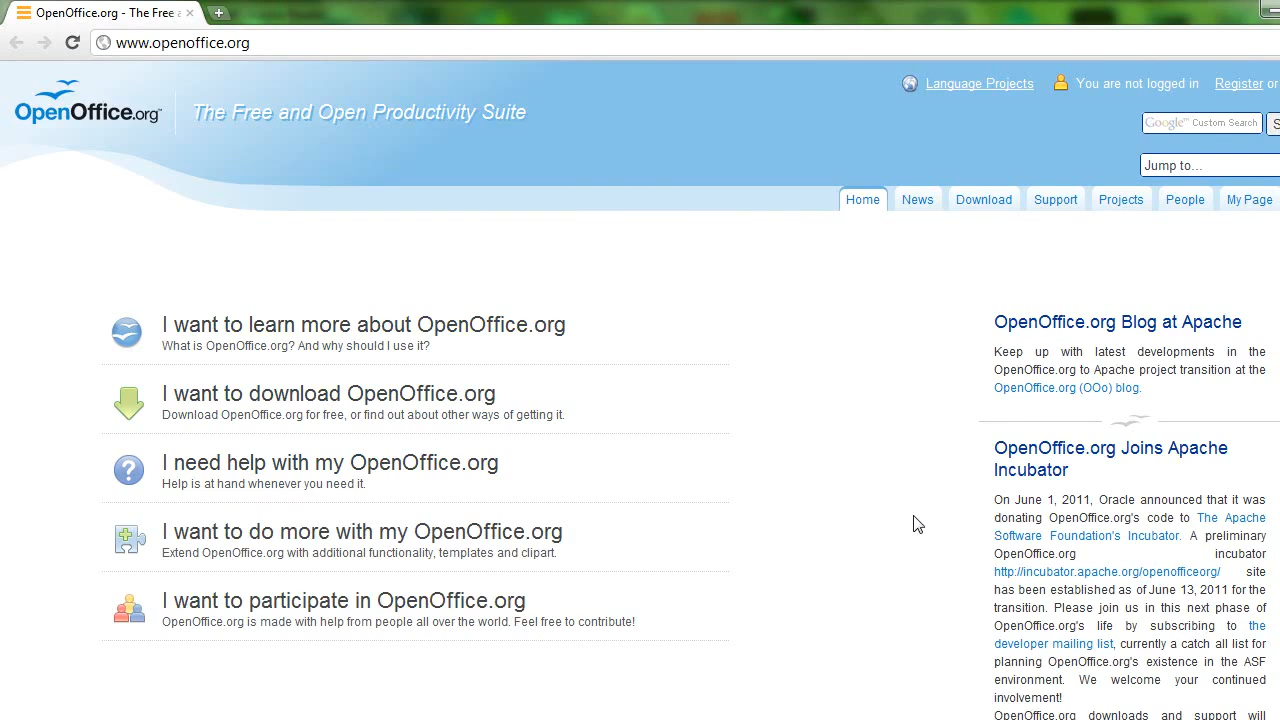 OpenOffice.org - The Free a
www.openoffice.org
Language Projects
You are not logged in
Register or
OpenOffice.org™
The Free and Open Productivity Suite
Google™ Custom Search
S
Jump to...
Home
News
Download
Support
Projects
People
My Page
I want to learn more about OpenOffice.org
What is OpenOffice.org? And why should I use it?
I want to download OpenOffice.org
Download OpenOffice.org for free, or find out about other ways of getting it.
I need help with my OpenOffice.org
Help is at hand whenever you need it.
I want to do more with my OpenOffice.org
Extend OpenOffice.org with additional functionality, templates and clipart.
I want to participate in OpenOffice.org
OpenOffice.org is made with help from people all over the world. Feel free to contribute!
OpenOffice.org Blog at Apache
Keep up with latest developments in the
OpenOffice.org to Apache project transition at the
OpenOffice.org (OOo) blog.
OpenOffice.org Joins Apache
Incubator
On June 1, 2011, Oracle announced that it was
donating OpenOffice.org's code to The Apache
Software Foundation's Incubator. A preliminary
OpenOffice.org incubator
http://incubator.apache.org/openofficeorg/ site
has been established as of June 13, 2011 for the
transition. Please join us in this next phase of
OpenOffice.org's life by subscribing to the
developer mailing list, currently a catch all list for
planning OpenOffice.org's existence in the ASF
environment. We welcome your continued
involvement!
OpenOffice.org downloads and support will